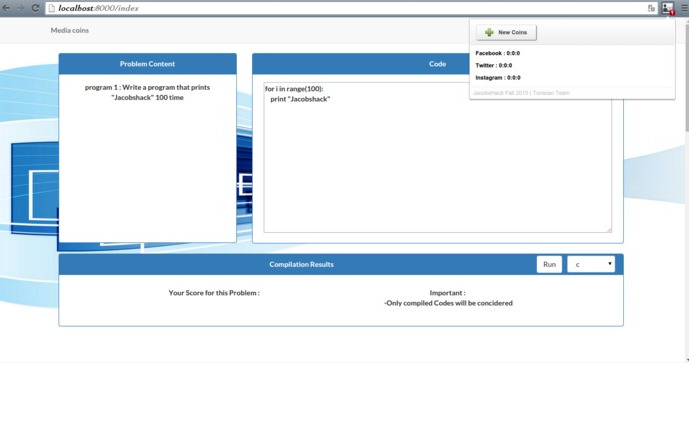 localhost:8000/index
Media coins
New Coins
Facebook : 0:0:0
Twitter : 0:0:0
Instagram : 0:0:0
JacobsHack Fall 2015 | Tunisian Team
Problem Content
program 1 : Write a program that prints
"Jacobshack" 100 time
Code
for i in range(100):
print "Jacobshack"
Compilation Results
Run
c
Your Score for this Problem :
Important :
-Only compiled Codes will be concidered